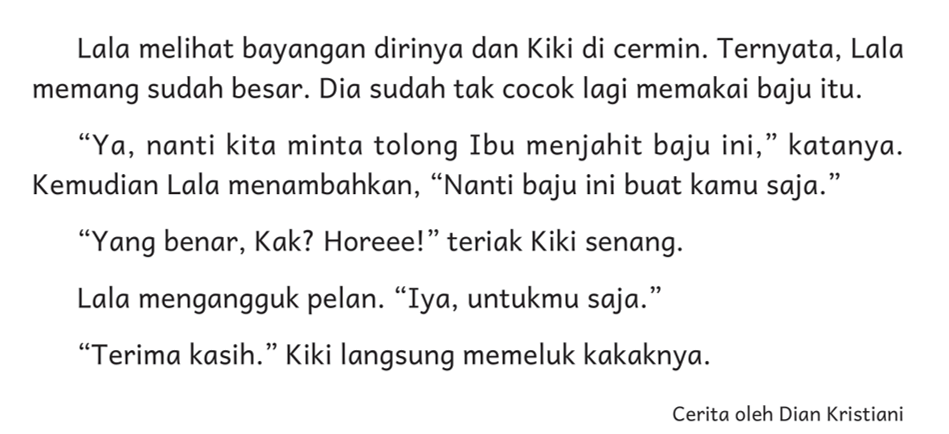 Lala melihat bayangan dirinya dan Kiki di cermin. Ternyata, Lala
memang sudah besar. Dia sudah tak cocok lagi memakai baju itu.
“Ya, nanti kita minta tolong Ibu menjahit baju ini,” katanya.
Kemudian Lala menambahkan, “Nanti baju ini buat kamu saja.”
“Yang benar, Kak? Horeee!” teriak Kiki senang.
Lala mengangguk pelan. “Iya, untukmu saja.”
“Terima kasih.” Kiki langsung memeluk kakaknya.
Cerita oleh Dian Kristiani